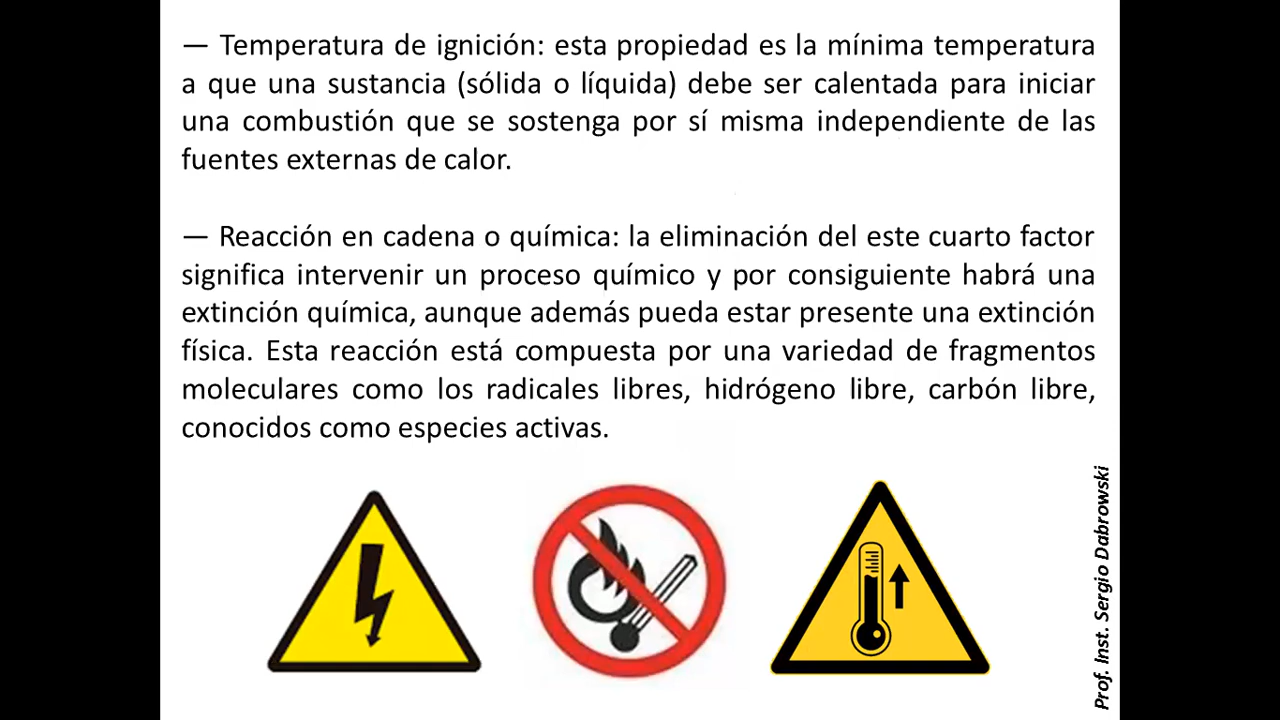 — Temperatura de ignición: esta propiedad es la mínima temperatura
a que una sustancia (sólida o líquida) debe ser calentada para iniciar
una combustión que se sostenga por sí misma independiente de las
fuentes externas de calor.
— Reacción en cadena o química: la eliminación del este cuarto factor
significa intervenir un proceso químico y por consiguiente habrá una
extinción química, aunque además pueda estar presente una extinción
física. Esta reacción está compuesta por una variedad de fragmentos
moleculares como los radicales libres, hidrógeno libre, carbón libre,
conocidos como especies activas.
Prof. Inst. Sergio Dabrowski